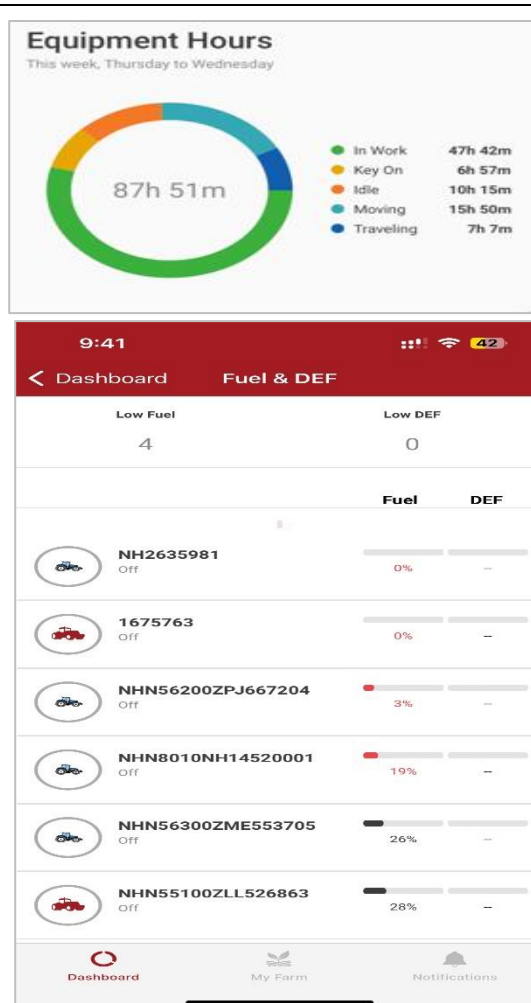 Equipment Hours
This week, Thursday to Wednesday
87h 51m
In Work 47h 42m
Key On 6h 57m
Idle 10h 15m
Moving 15h 50m
Traveling 7h 7m
9:41 42
Dashboard Fuel & DEF
Low Fuel Low DEF
4 0
Fuel DEF
NH2635981
Off 0% --
1675763
Off 0% --
NHN56200ZPJ667204
Off 3% --
NHN8010NH14520001
Off 19% --
NHN56300ZME553705
Off 26% --
NHN55100ZLL526863
Off 28% --
Dashboard My Farm Notifications